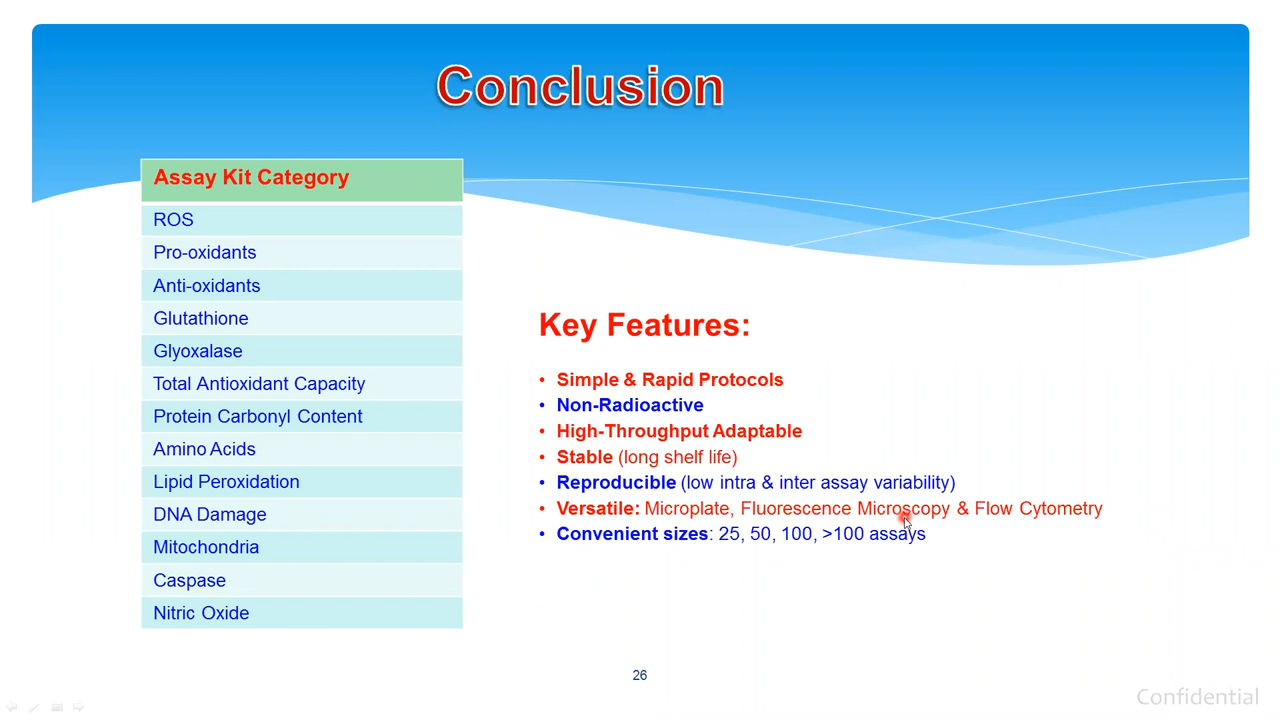 Conclusion
Assay Kit Category
ROS
Pro-oxidants
Anti-oxidants
Glutathione
Glyoxalase
Total Antioxidant Capacity
Protein Carbonyl Content
Amino Acids
Lipid Peroxidation
DNA Damage
Mitochondria
Caspase
Nitric Oxide
Key Features:
• Simple & Rapid Protocols
• Non-Radioactive
• High-Throughput Adaptable
• Stable (long shelf life)
• Reproducible (low intra & inter assay variability)
• Versatile: Microplate, Fluorescence Microscopy & Flow Cytometry
• Convenient sizes: 25, 50, 100, >100 assays
26
Confidential